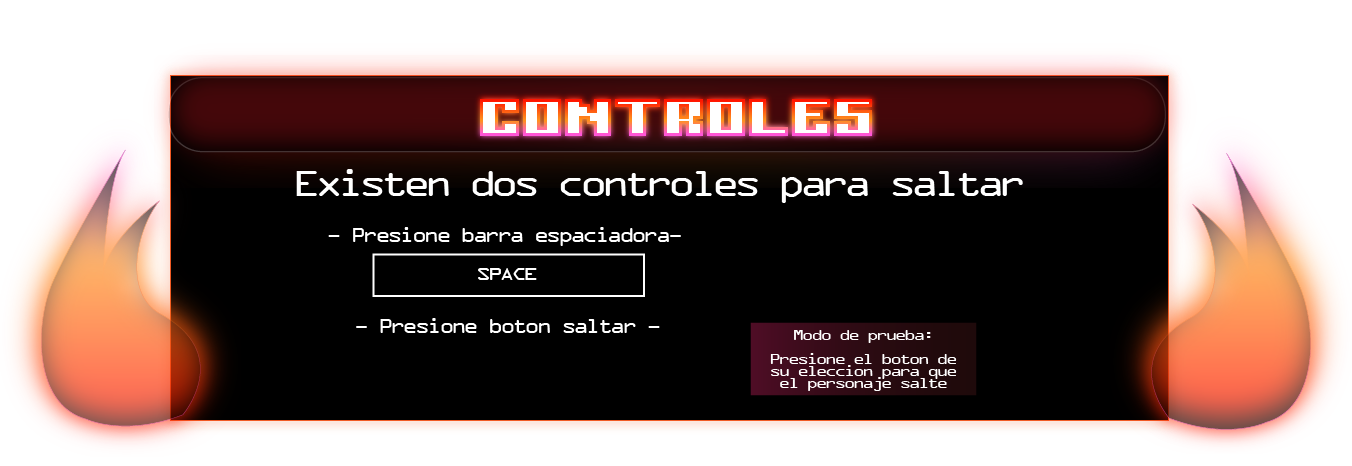 CONTROLES
Existen dos controles para saltar
- Presione barra espaciadora-
SPACE
- Presione boton saltar -
Modo de prueba:
Presione el boton de
su eleccion para que
el personaje salte